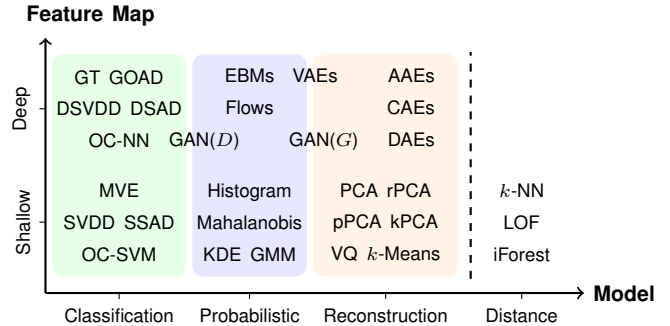 Feature Map
Deep
Shallow
GT GOAD EBMs VAEs AAEs
DSVDD DSAD Flows CAEs
OC-NN GAN(D) GAN(G) DAEs
MVE Histogram PCA rPCA k-NN
SVDD SSAD Mahalanobis pPCA kPCA LOF
OC-SVM KDE GMM VQ k-Means iForest
Model
Classification Probabilistic Reconstruction Distance